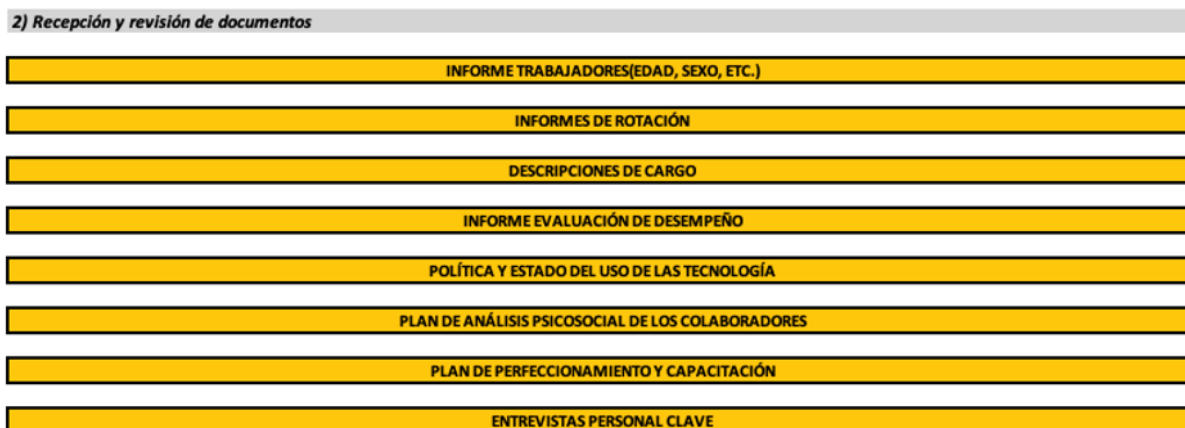 2) Recepción y revisión de documentos
INFORME TRABAJADORES(EDAD, SEXO, ETC.)
INFORMES DE ROTACIÓN
DESCRIPCIONES DE CARGO
INFORME EVALUACIÓN DE DESEMPEÑO
POLÍTICA Y ESTADO DEL USO DE LAS TECNOLOGÍA
PLAN DE ANÁLISIS PSICOSOCIAL DE LOS COLABORADORES
PLAN DE PERFECCIONAMIENTO Y CAPACITACIÓN
ENTREVISTAS PERSONAL CLAVE